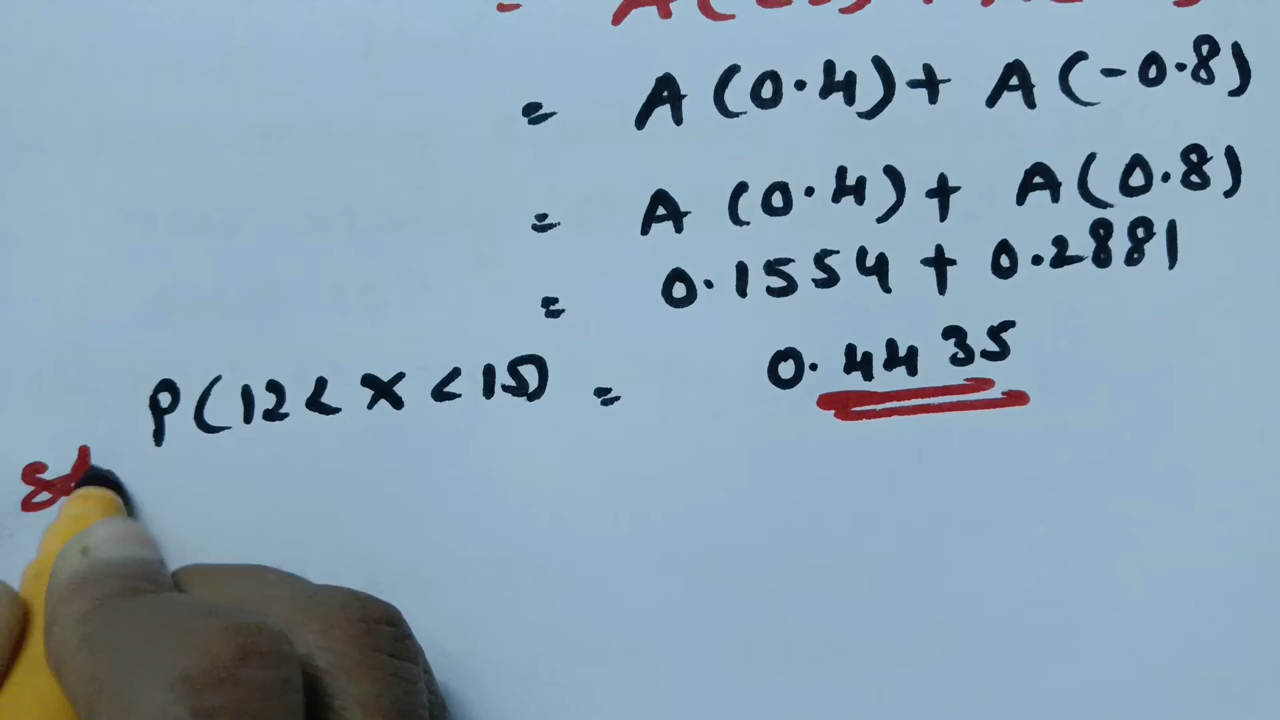 = A(0.4) + A(-0.8)
= A(0.4) + A(0.8)
= 0.1554 + 0.2881
P(12 < X < 15) = 0.4435